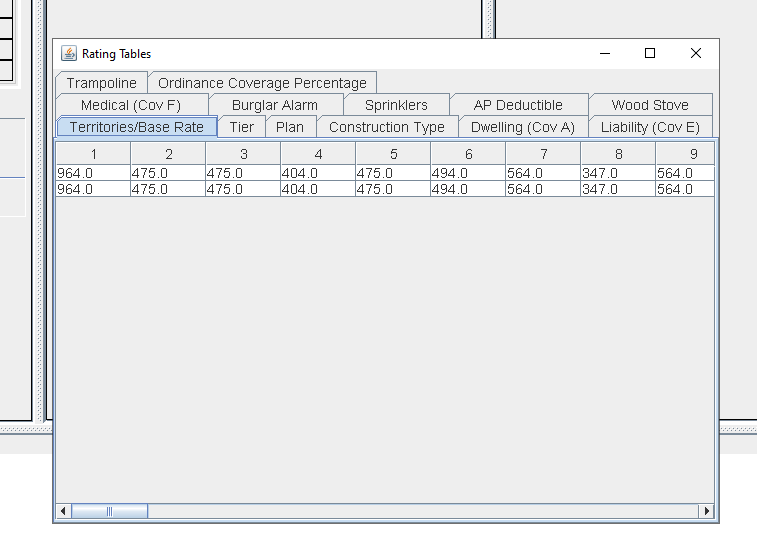 Rating Tables
Trampoline Ordinance Coverage Percentage
Medical (Cov F) Burglar Alarm Sprinklers AP Deductible Wood Stove
Territories/Base Rate Tier Plan Construction Type Dwelling (Cov A) Liability (Cov E)
1 2 3 4 5 6 7 8 9
964.0 475.0 475.0 404.0 475.0 494.0 564.0 347.0 564.0
964.0 475.0 475.0 404.0 475.0 494.0 564.0 347.0 564.0